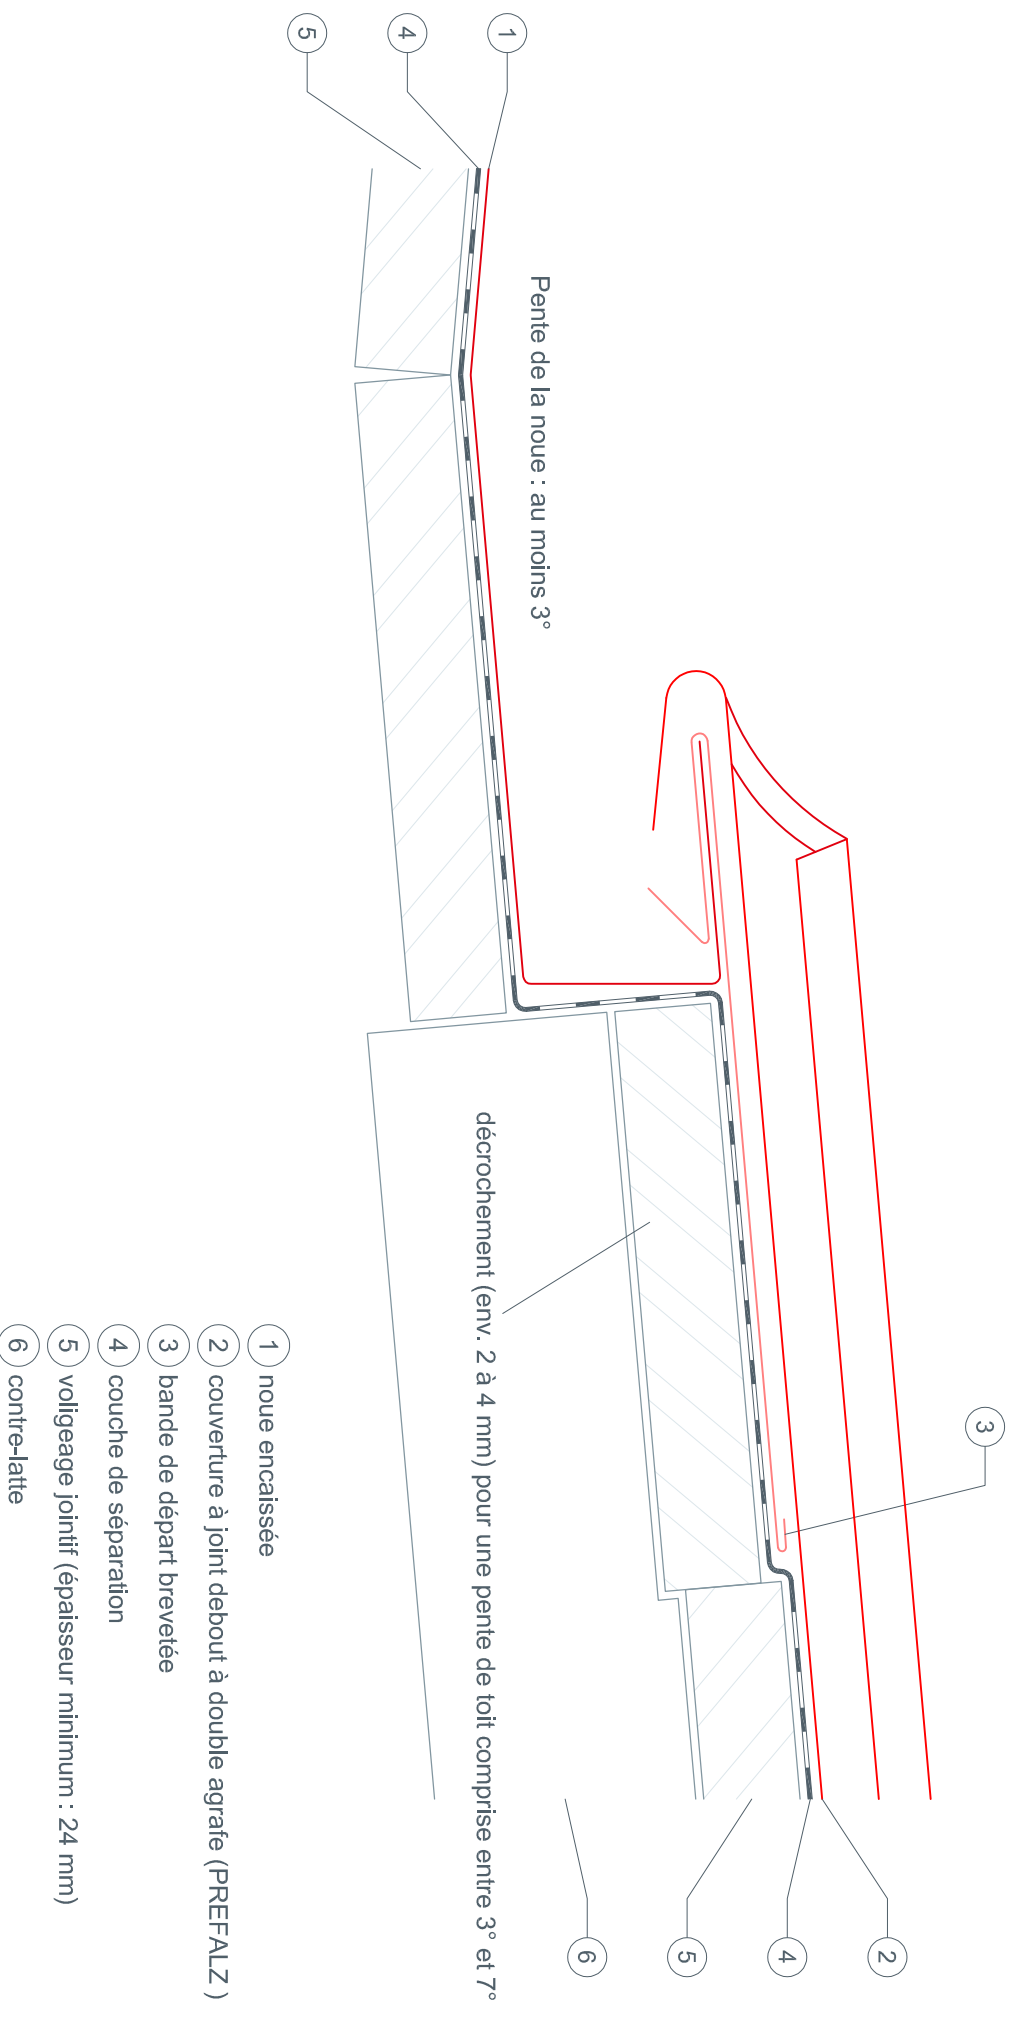 1
4
5
Pente de la noue : au moins 3°
3
décrochement (env. 2 à 4 mm) pour une pente de toit comprise entre 3° et 7°
2
4
5
6
1 noue encaissée
2 couverture à joint debout à double agrafe (PREFALZ )
3 bande de départ brevetée
4 couche de séparation
5 voligeage jointif (épaisseur minimum : 24 mm)
6 contre-latte